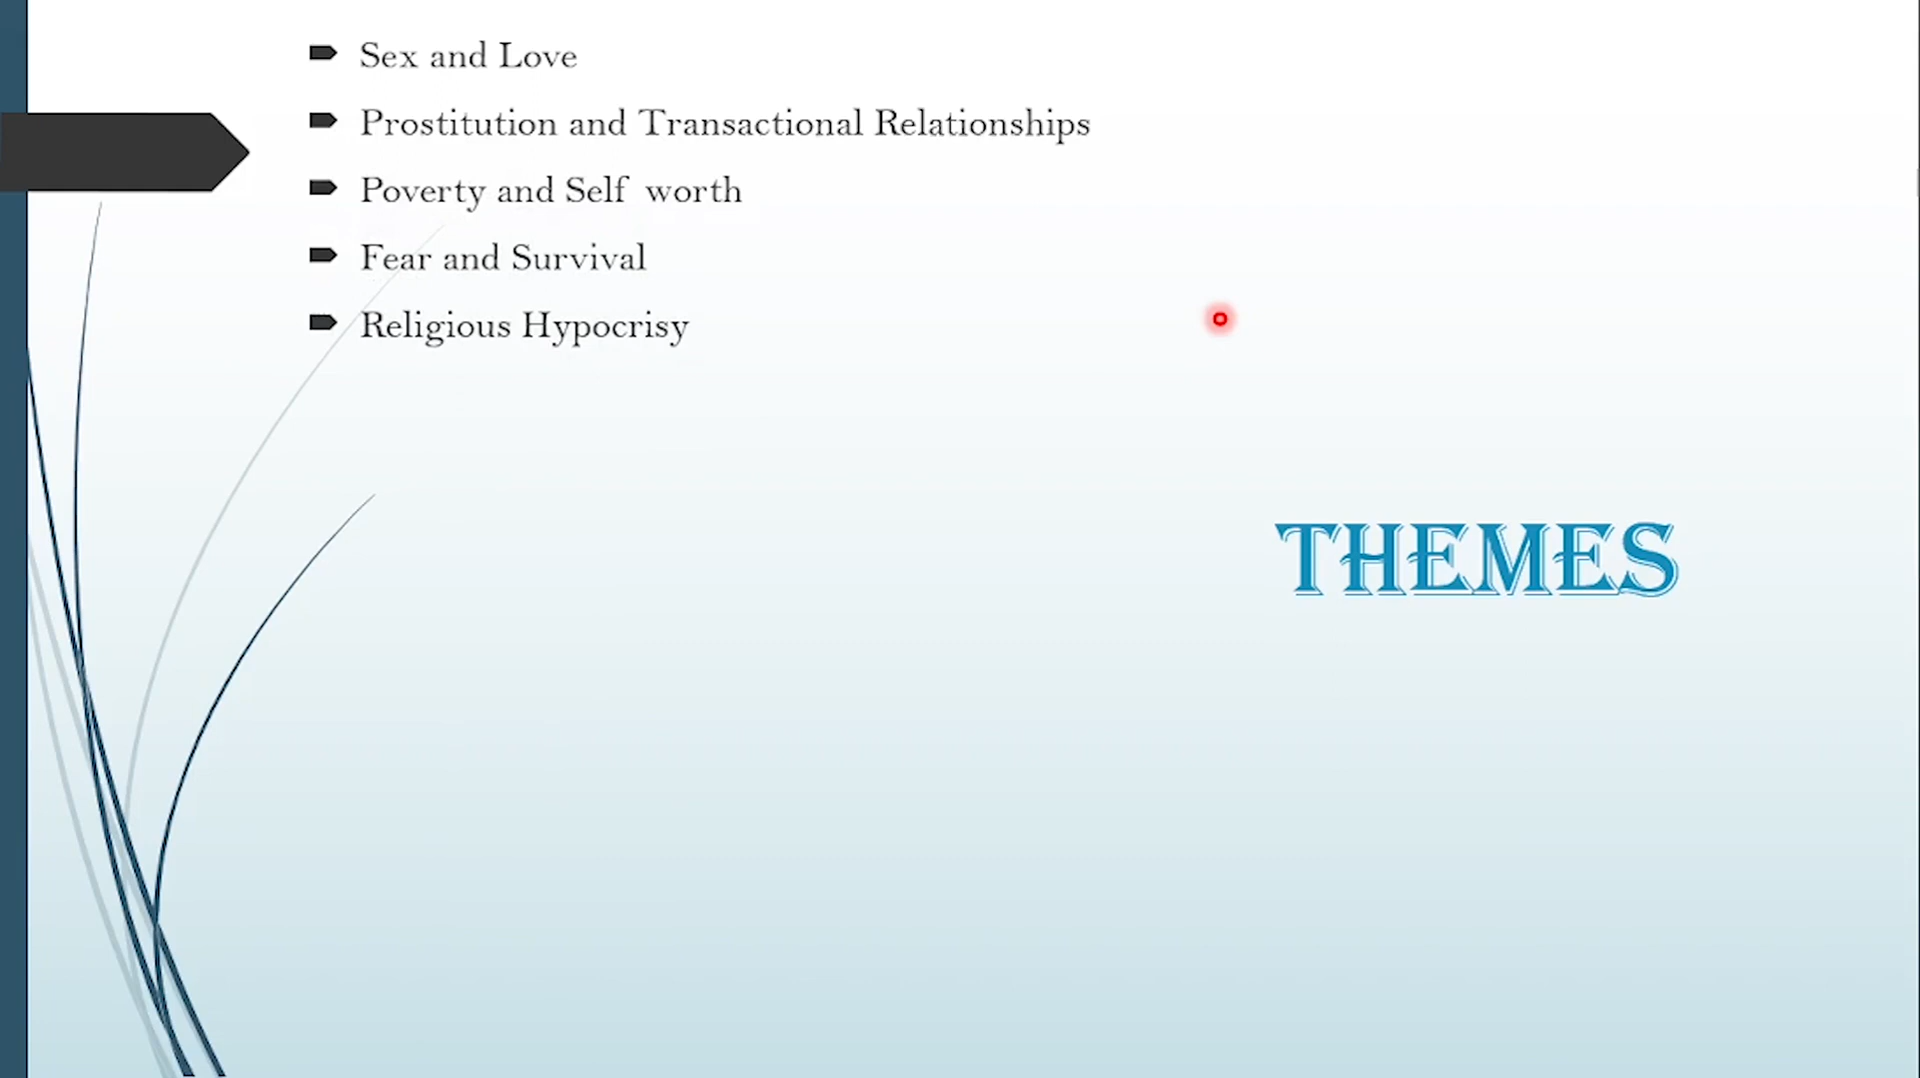 Sex and Love
Prostitution and Transactional Relationships
Poverty and Self worth
Fear and Survival
Religious Hypocrisy
THEMES